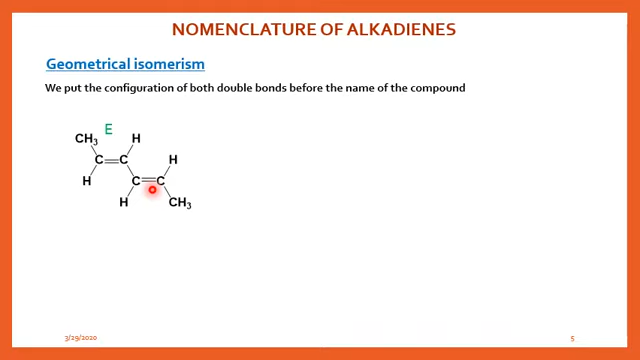 NOMENCLATURE OF ALKADIENES
Geometrical isomerism
We put the configuration of both double bonds before the name of the compound
E
CH3 H
C=C H
H C=C
H CH3
3/29/2020 5